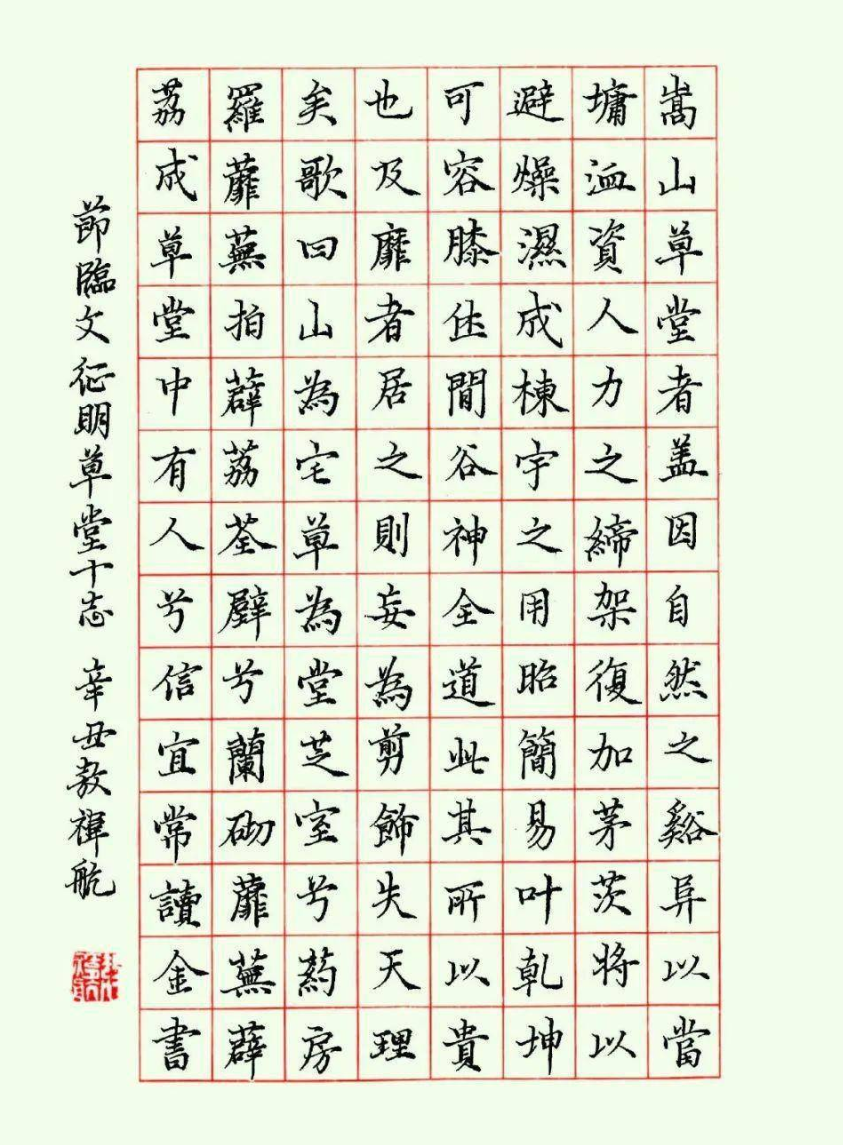 嵩山草堂者盖因自然之谿阜以當
墉洫資人力之締架復加茅茨将以
避燥濕成棟宇之用昭簡易叶乾坤
可容膝休閒谷神全道此其所以貴
也及靡者居之則妄為剪飾失天理
矣歌曰山為宅草為堂芝室兮葯房
羅蘼蕪拍薜荔荃壁兮蘭砌蘼蕪薜
荔成草堂中有人兮信宜常讀金書
節臨文征明草堂十志 辛丑敖禕航